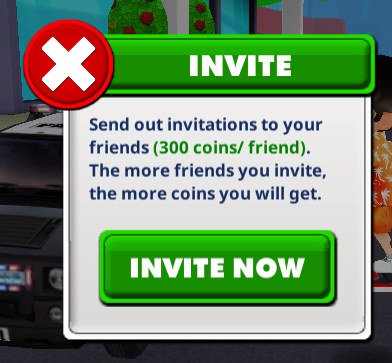 INVITE
Send out invitations to your
friends (300 coins/ friend).
The more friends you invite,
the more coins you will get.
INVITE NOW